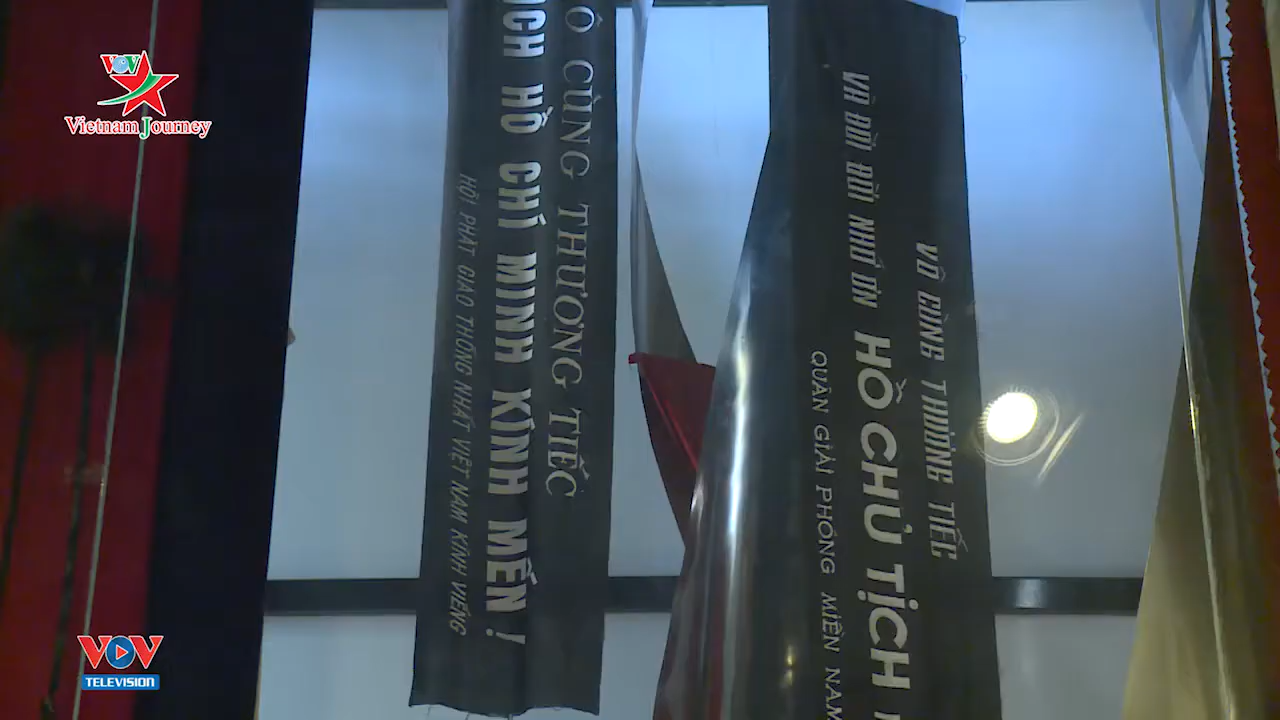 VOV
Vietnam Journey
CÙNG THƯƠNG TIẾC
HỒ CHÍ MINH KÍNH MẾN !
HỘI PHẬT GIÁO THỐNG NHẤT VIỆT NAM KÍNH VIẾNG
VÔ CÙNG THƯƠNG TIẾC
VÀ ĐỜI ĐỜI NHỚ ƠN HỒ CHỦ TỊCH
QUÂN GIẢI PHÓNG MIỀN NAM
VOV
TELEVISION